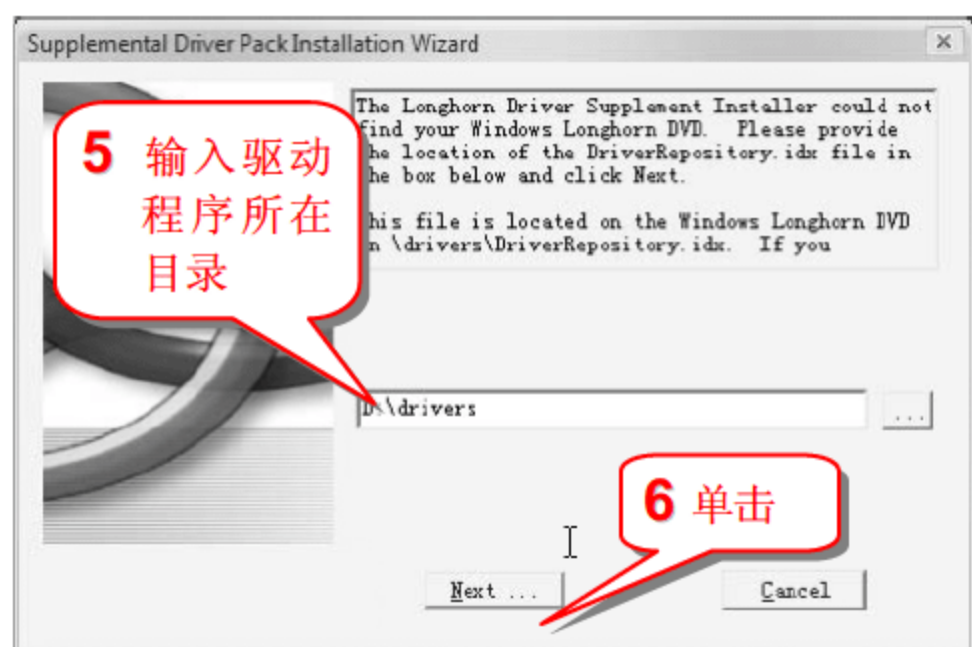 Supplemental Driver Pack Installation Wizard
The Longhorn Driver Supplement Installer could not
find your Windows Longhorn DVD. Please provide
he location of the DriverRepository.idx file in
he box below and click Next.
his file is located on the Windows Longhorn DVD
n \drivers\DriverRepository.idx. If you
5 输入驱动
程序所在
目录
D:\drivers
...
6 单击
Next ...
Cancel